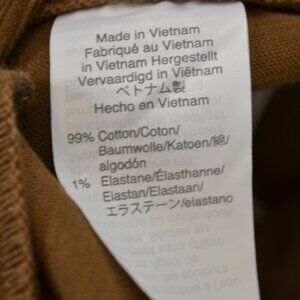 Made in Vietnam
Fabriqué au Vietnam
in Vietnam Hergestellt
Vervaardigd in Vietnam
ベトナム製
Hecho en Vietnam
99% Cotton/Coton/
Baumwolle/Katoen/綿/
algodón
1% Elastane/Élasthanne/
Elastan/Elastaan/
エラステーン/elastano